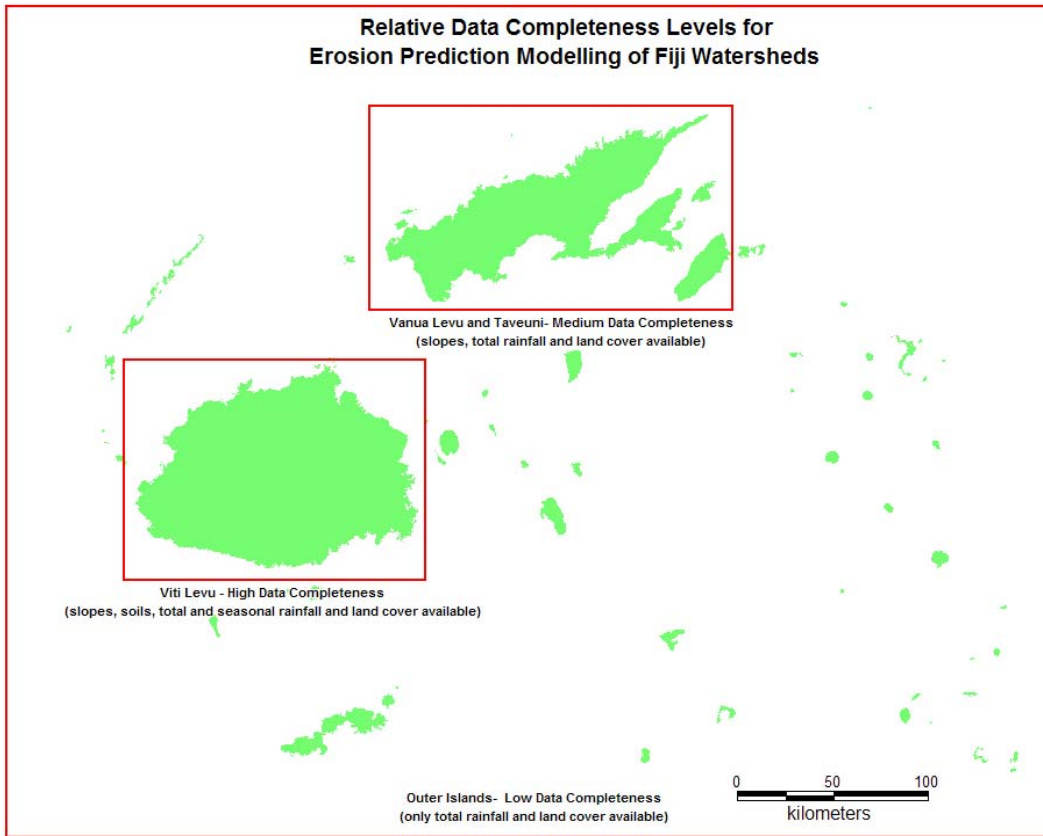 Relative Data Completeness Levels for
Erosion Prediction Modelling of Fiji Watersheds
Vanua Levu and Taveuni- Medium Data Completeness
(slopes, total rainfall and land cover available)
Viti Levu - High Data Completeness
(slopes, soils, total and seasonal rainfall and land cover available)
Outer Islands- Low Data Completeness
(only total rainfall and land cover available)
0 50 100
kilometers